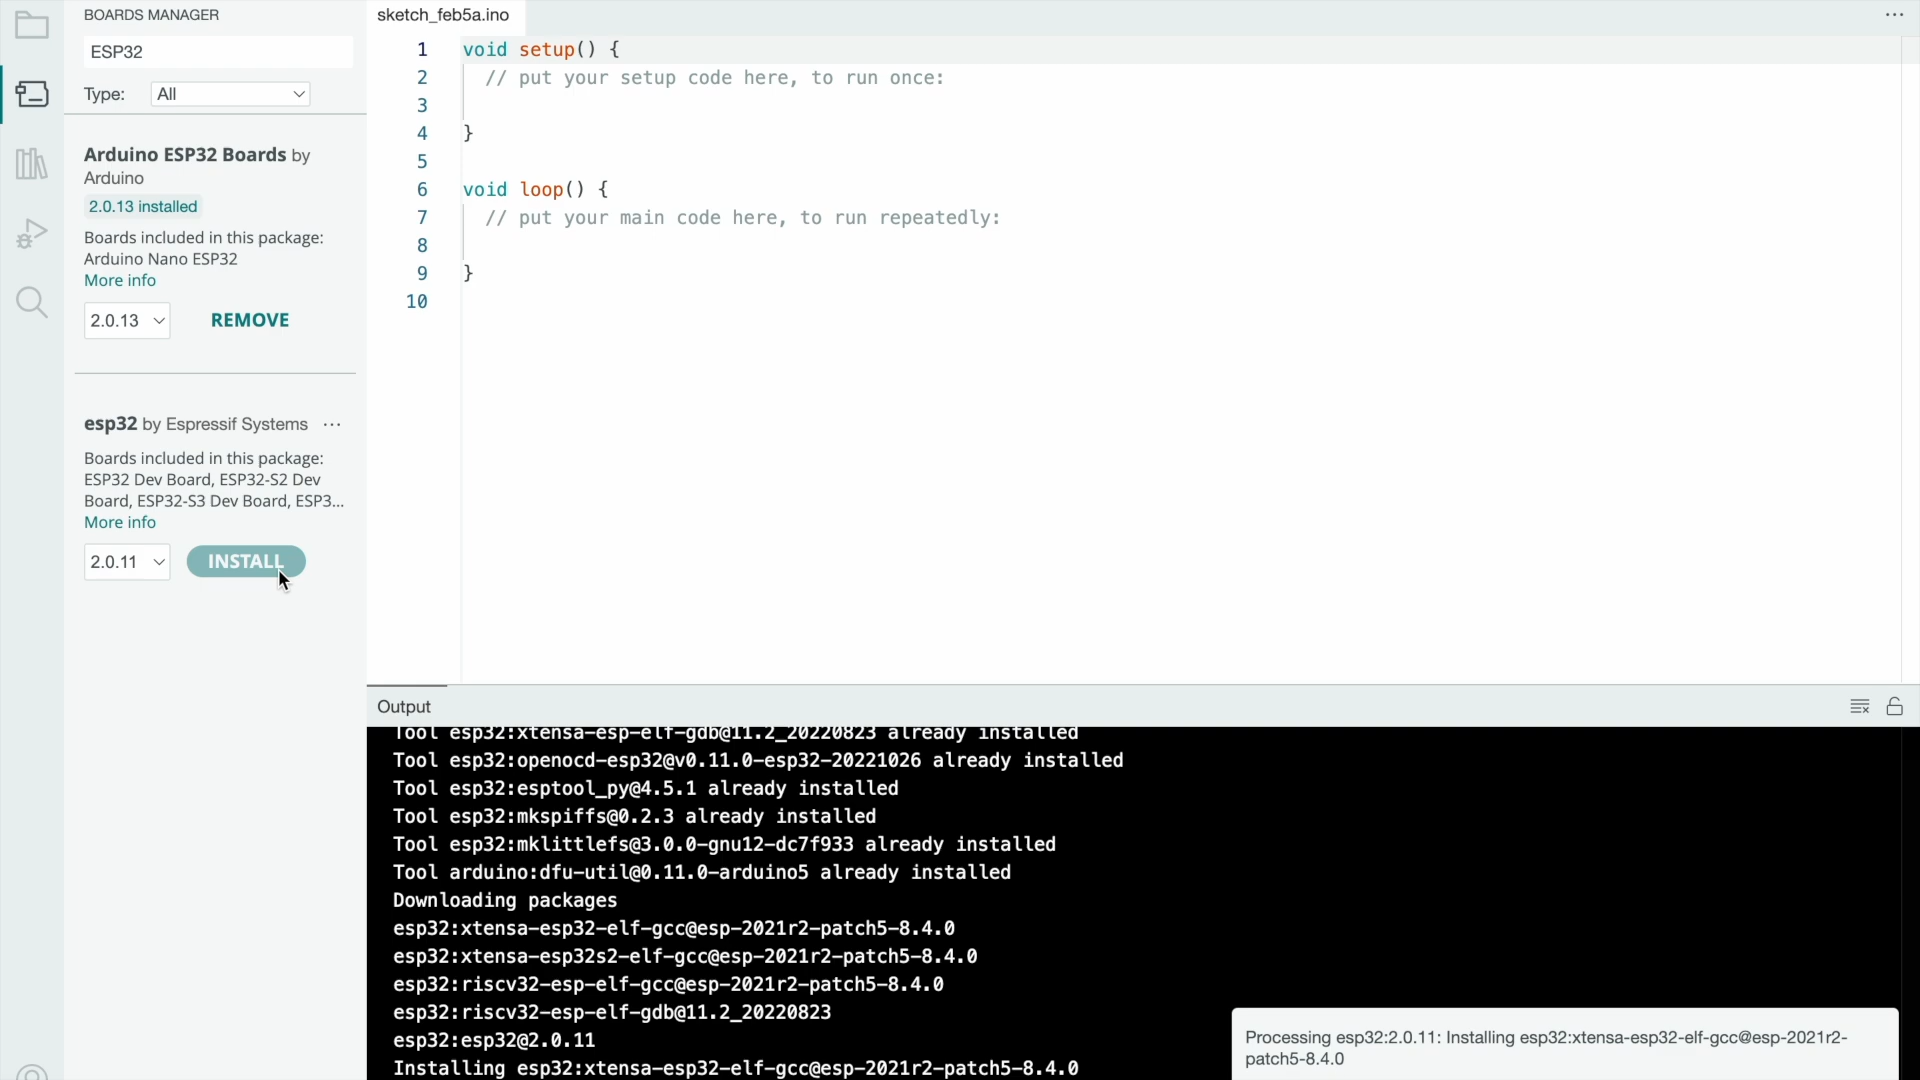 BOARDS MANAGER
ESP32
Type: All
Arduino ESP32 Boards by
Arduino
2.0.13 installed
Boards included in this package:
Arduino Nano ESP32
More info
2.0.13 REMOVE
esp32 by Espressif Systems ...
Boards included in this package:
ESP32 Dev Board, ESP32-S2 Dev
Board, ESP32-S3 Dev Board, ESP3...
More info
2.0.11 INSTALL
sketch_feb5a.ino
1 void setup() {
2 // put your setup code here, to run once:
3
4 }
5
6 void loop() {
7 // put your main code here, to run repeatedly:
8
9 }
10
Output
Tool esp32:xtensa-esp-elf-gdb@11.2_20220823 already installed
Tool esp32:openocd-esp32@v0.11.0-esp32-20221026 already installed
Tool esp32:esptool_py@4.5.1 already installed
Tool esp32:mkspiffs@0.2.3 already installed
Tool esp32:mklittlefs@3.0.0-gnu12-dc7f933 already installed
Tool arduino:dfu-util@0.11.0-arduino5 already installed
Downloading packages
esp32:xtensa-esp32-elf-gcc@esp-2021r2-patch5-8.4.0
esp32:xtensa-esp32s2-elf-gcc@esp-2021r2-patch5-8.4.0
esp32:riscv32-esp-elf-gcc@esp-2021r2-patch5-8.4.0
esp32:riscv32-esp-elf-gdb@11.2_20220823
esp32:esp32@2.0.11
Installing esp32:xtensa-esp32-elf-gcc@esp-2021r2-patch5-8.4.0
Processing esp32:2.0.11: Installing esp32:xtensa-esp32-elf-gcc@esp-2021r2-
patch5-8.4.0